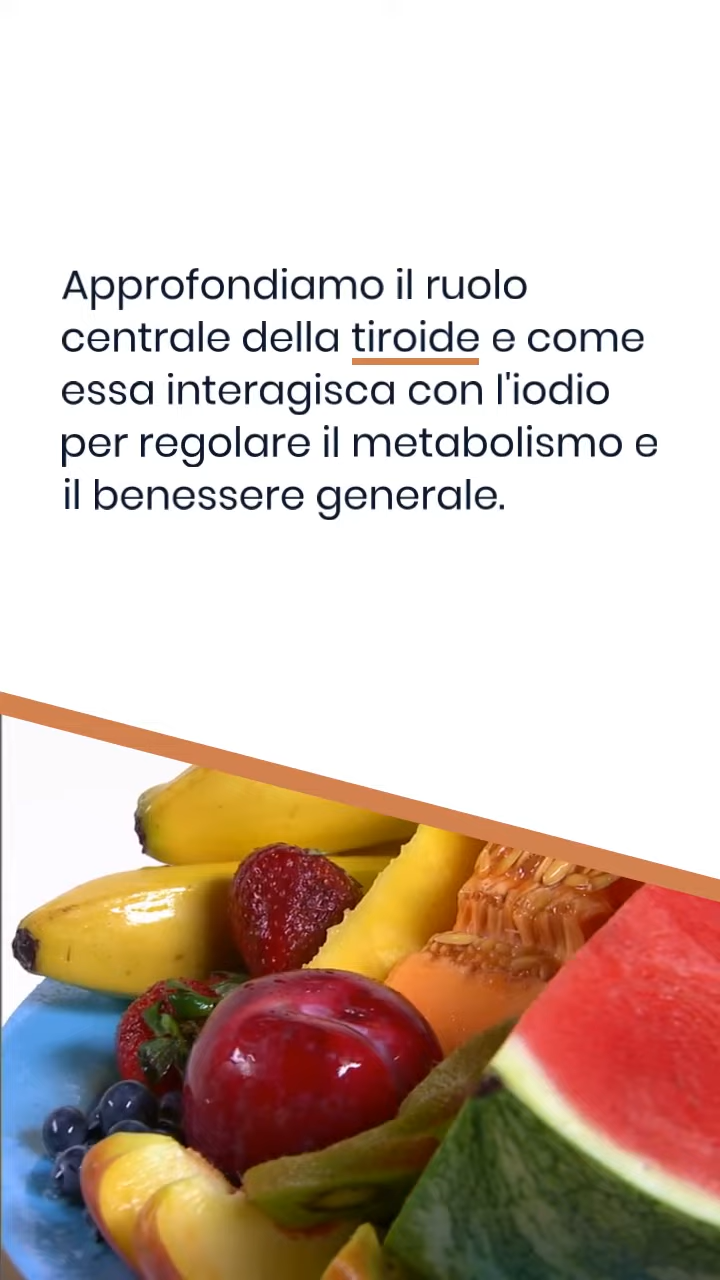 Approfondiamo il ruolo
centrale della tiroide e come
essa interagisca con l'iodio
per regolare il metabolismo e
il benessere generale.